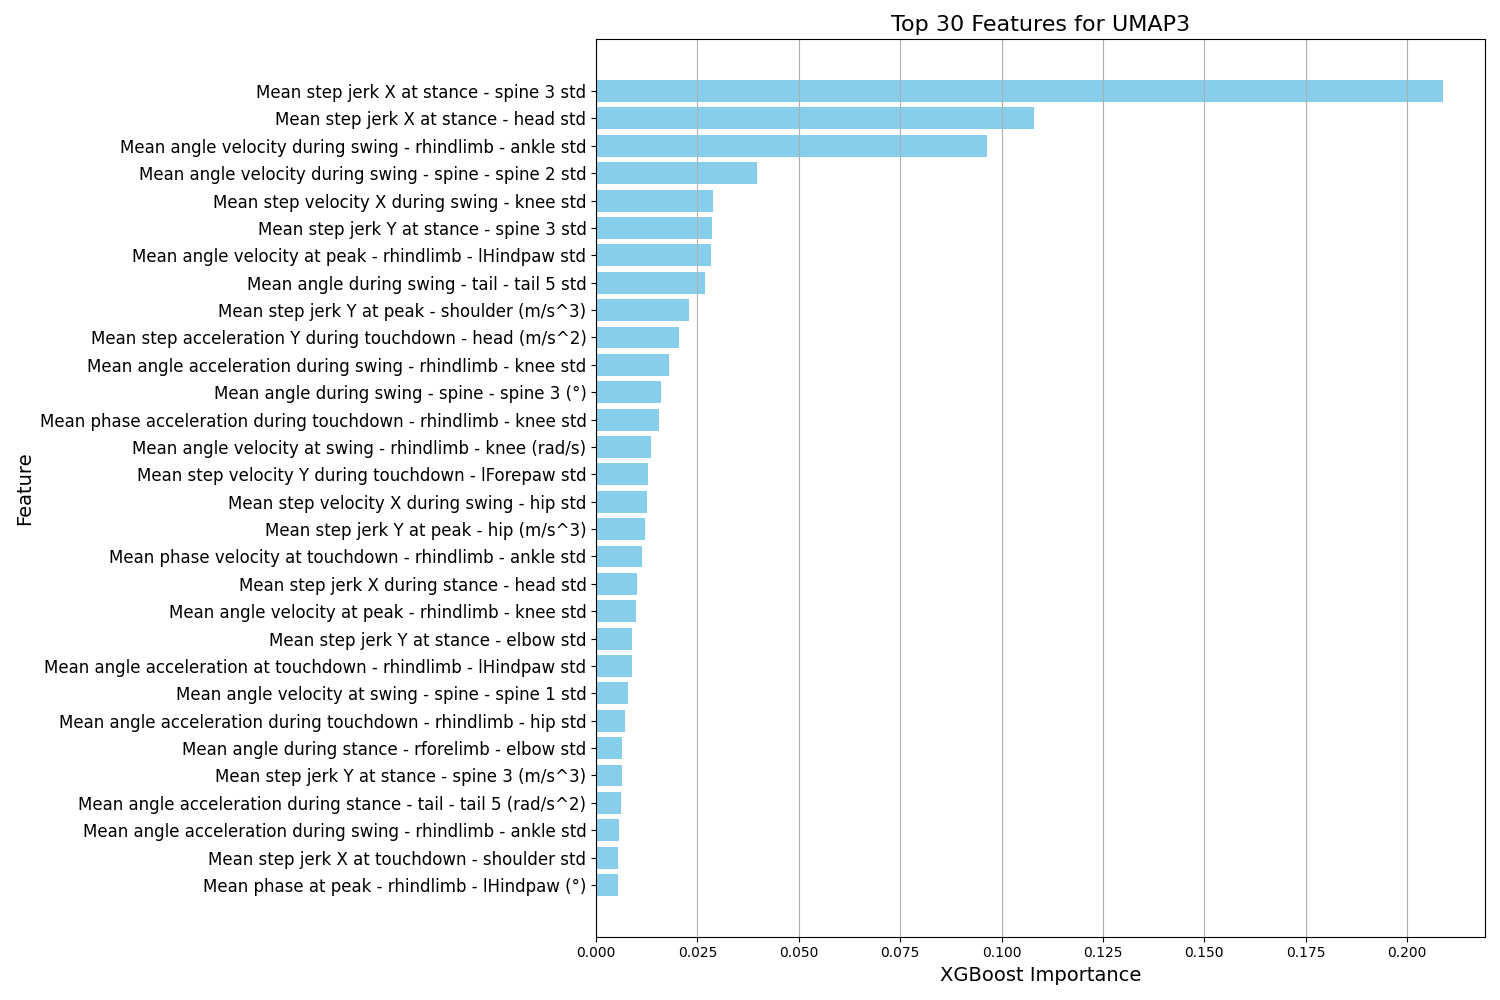 Top 30 Features for UMAP3
Mean step jerk X at stance - spine 3 std
Mean step jerk X at stance - head std
Mean angle velocity during swing - rhindlimb - ankle std
Mean angle velocity during swing - spine - spine 2 std
Mean step velocity X during swing - knee std
Mean step jerk Y at stance - spine 3 std
Mean angle velocity at peak - rhindlimb - lHindpaw std
Mean angle during swing - tail - tail 5 std
Mean step jerk Y at peak - shoulder (m/s^3)
Mean step acceleration Y during touchdown - head (m/s^2)
Mean angle acceleration during swing - rhindlimb - knee std
Mean angle during swing - spine - spine 3 (°)
Mean phase acceleration during touchdown - rhindlimb - knee std
Mean angle velocity at swing - rhindlimb - knee (rad/s)
Mean step velocity Y during touchdown - lForepaw std
Mean step velocity X during swing - hip std
Mean step jerk Y at peak - hip (m/s^3)
Mean phase velocity at touchdown - rhindlimb - ankle std
Mean step jerk X during stance - head std
Mean angle velocity at peak - rhindlimb - knee std
Mean step jerk Y at stance - elbow std
Mean angle acceleration at touchdown - rhindlimb - lHindpaw std
Mean angle velocity at swing - spine - spine 1 std
Mean angle acceleration during touchdown - rhindlimb - hip std
Mean angle during stance - rforelimb - elbow std
Mean step jerk Y at stance - spine 3 (m/s^3)
Mean angle acceleration during stance - tail - tail 5 (rad/s^2)
Mean angle acceleration during swing - rhindlimb - ankle std
Mean step jerk X at touchdown - shoulder std
Mean phase at peak - rhindlimb - lHindpaw (°)
Feature
0.000 0.025 0.050 0.075 0.100 0.125 0.150 0.175 0.200
XGBoost Importance